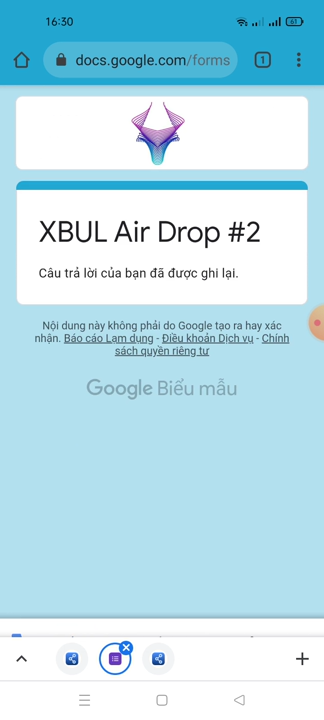 16:30
61
docs.google.com/forms
1
XBUL Air Drop #2
Câu trả lời của bạn đã được ghi lại.
Nội dung này không phải do Google tạo ra hay xác
nhận. Báo cáo Lạm dụng - Điều khoản Dịch vụ - Chính
sách quyền riêng tư
Google Biểu mẫu